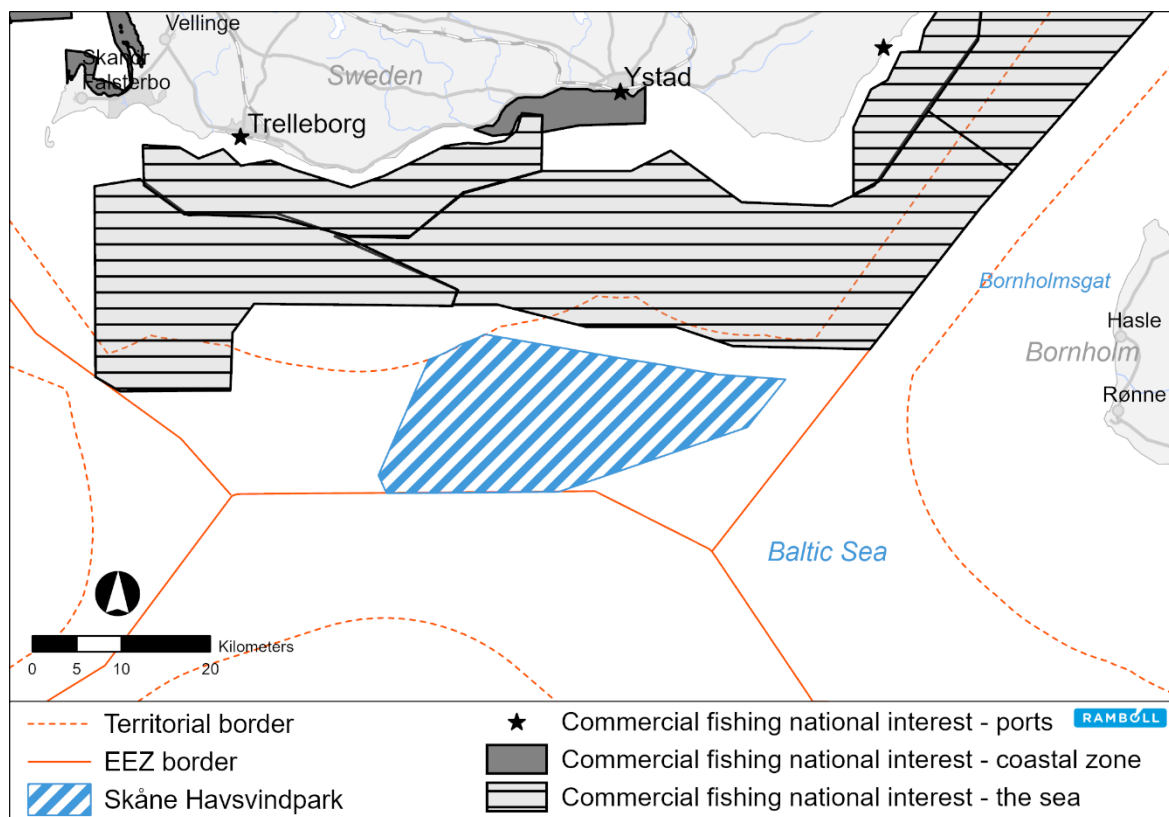 Vellinge
Skanör
Falsterbo
Sweden
Ystad
Trelleborg
Bornholmsgat
Hasle
Bornholm
Rønne
Baltic Sea
Kilometers
0 5 10 20
Territorial border
EEZ border
Skåne Havsvindpark
Commercial fishing national interest - ports
RAMBOLL
Commercial fishing national interest - coastal zone
Commercial fishing national interest - the sea